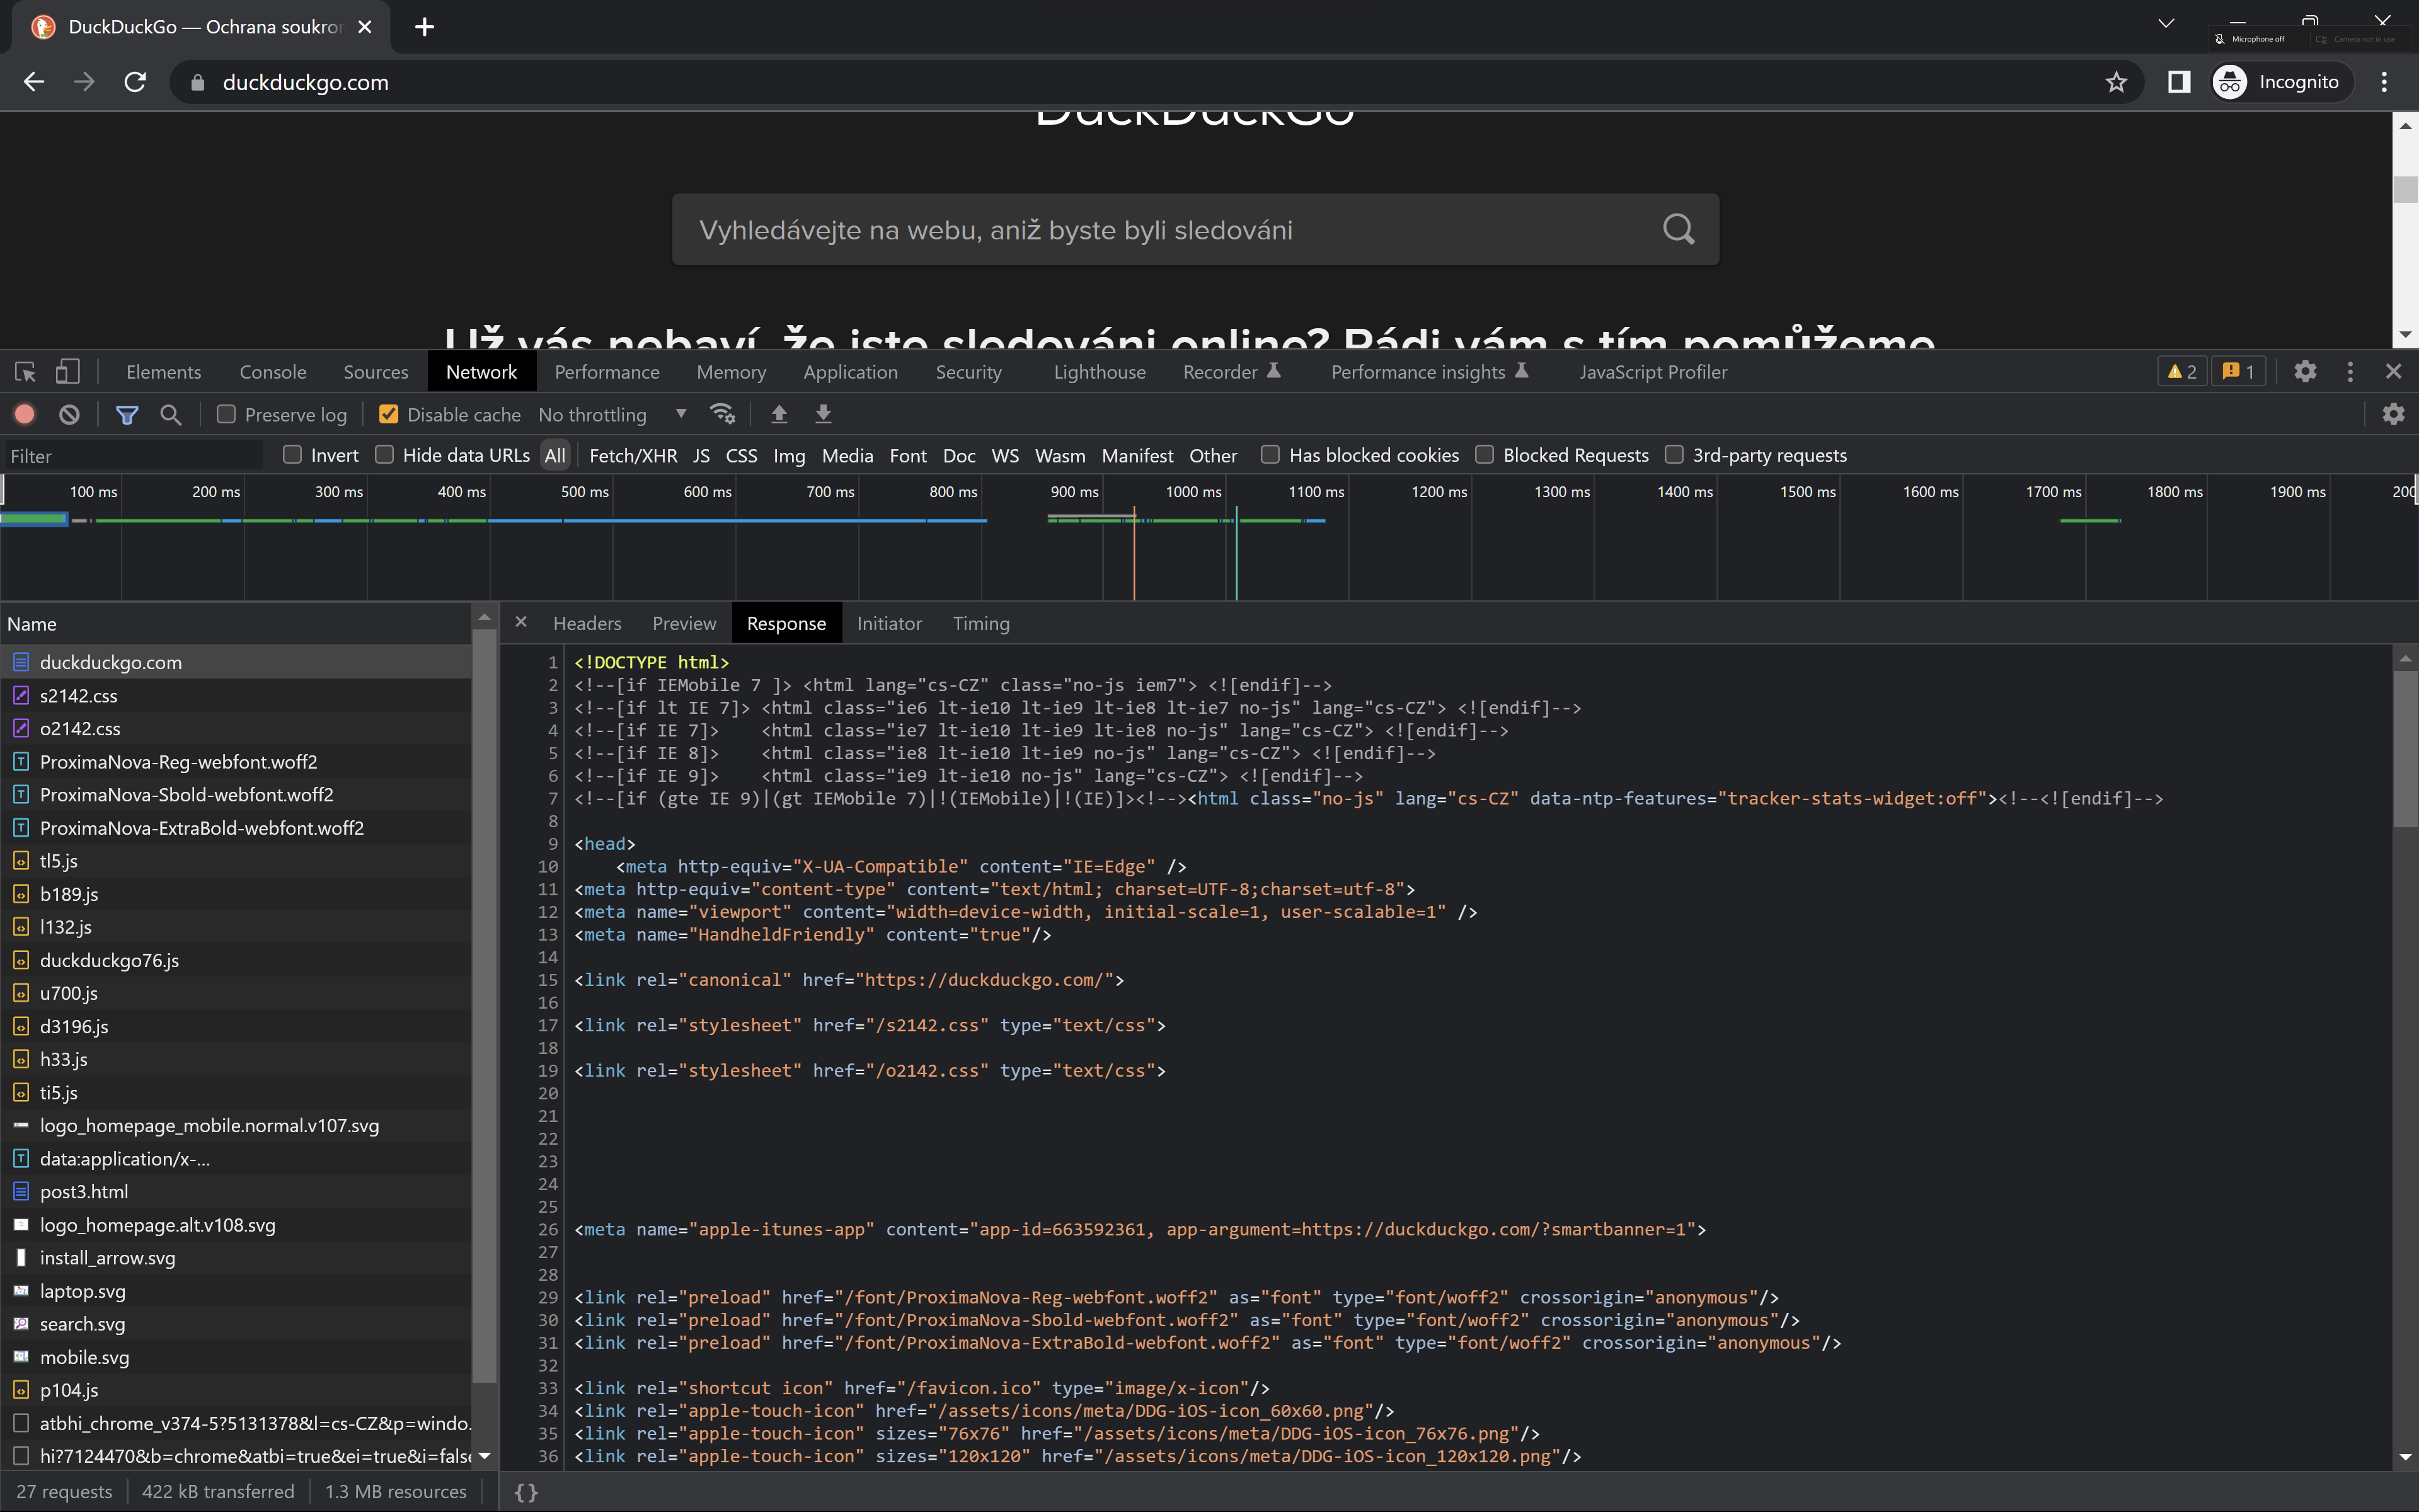 DuckDuckGo — Ochrana soukro
Microphone off
Camera not in use
duckduckgo.com
Incognito
DuckDuckGo
Vyhledávejte na webu, aniž byste byli sledováni
Už vás nebaví, že jste sledováni online? Rádi vám s tím pomůžeme
Elements Console Sources Network Performance Memory Application Security Lighthouse Recorder Performance insights JavaScript Profiler 2 1
Preserve log Disable cache No throttling
Filter Invert Hide data URLs All Fetch/XHR JS CSS Img Media Font Doc WS Wasm Manifest Other Has blocked cookies Blocked Requests 3rd-party requests
100 ms 200 ms 300 ms 400 ms 500 ms 600 ms 700 ms 800 ms 900 ms 1000 ms 1100 ms 1200 ms 1300 ms 1400 ms 1500 ms 1600 ms 1700 ms 1800 ms 1900 ms 200
Name
duckduckgo.com
s2142.css
o2142.css
ProximaNova-Reg-webfont.woff2
ProximaNova-Sbold-webfont.woff2
ProximaNova-ExtraBold-webfont.woff2
tl5.js
b189.js
l132.js
duckduckgo76.js
u700.js
d3196.js
h33.js
ti5.js
logo_homepage_mobile.normal.v107.svg
data:application/x-...
post3.html
logo_homepage.alt.v108.svg
install_arrow.svg
laptop.svg
search.svg
mobile.svg
p104.js
atbhi_chrome_v374-5?5131378&l=cs-CZ&p=windo.
hi?7124470&b=chrome&atbi=true&ei=true&i=false
27 requests 422 kB transferred 1.3 MB resources
Headers Preview Response Initiator Timing
1 <!DOCTYPE html>
2 <!--[if IEMobile 7 ]> <html lang="cs-CZ" class="no-js iem7"> <![endif]-->
3 <!--[if lt IE 7]> <html class="ie6 lt-ie10 lt-ie9 lt-ie8 lt-ie7 no-js" lang="cs-CZ"> <![endif]-->
4 <!--[if IE 7]>    <html class="ie7 lt-ie10 lt-ie9 lt-ie8 no-js" lang="cs-CZ"> <![endif]-->
5 <!--[if IE 8]>    <html class="ie8 lt-ie10 lt-ie9 no-js" lang="cs-CZ"> <![endif]-->
6 <!--[if IE 9]>    <html class="ie9 lt-ie10 no-js" lang="cs-CZ"> <![endif]-->
7 <!--[if (gte IE 9)|(gt IEMobile 7)|!(IEMobile)|!(IE)]><!--><html class="no-js" lang="cs-CZ" data-ntp-features="tracker-stats-widget:off"><!--<![endif]-->
8
9 <head>
10     <meta http-equiv="X-UA-Compatible" content="IE=Edge" />
11 <meta http-equiv="content-type" content="text/html; charset=UTF-8;charset=utf-8">
12 <meta name="viewport" content="width=device-width, initial-scale=1, user-scalable=1" />
13 <meta name="HandheldFriendly" content="true"/>
14
15 <link rel="canonical" href="https://duckduckgo.com/">
16
17 <link rel="stylesheet" href="/s2142.css" type="text/css">
18
19 <link rel="stylesheet" href="/o2142.css" type="text/css">
20
21
22
23
24
25
26 <meta name="apple-itunes-app" content="app-id=663592361, app-argument=https://duckduckgo.com/?smartbanner=1">
27
28
29 <link rel="preload" href="/font/ProximaNova-Reg-webfont.woff2" as="font" type="font/woff2" crossorigin="anonymous"/>
30 <link rel="preload" href="/font/ProximaNova-Sbold-webfont.woff2" as="font" type="font/woff2" crossorigin="anonymous"/>
31 <link rel="preload" href="/font/ProximaNova-ExtraBold-webfont.woff2" as="font" type="font/woff2" crossorigin="anonymous"/>
32
33 <link rel="shortcut icon" href="/favicon.ico" type="image/x-icon"/>
34 <link rel="apple-touch-icon" href="/assets/icons/meta/DDG-iOS-icon_60x60.png"/>
35 <link rel="apple-touch-icon" sizes="76x76" href="/assets/icons/meta/DDG-iOS-icon_76x76.png"/>
36 <link rel="apple-touch-icon" sizes="120x120" href="/assets/icons/meta/DDG-iOS-icon_120x120.png"/>
{}